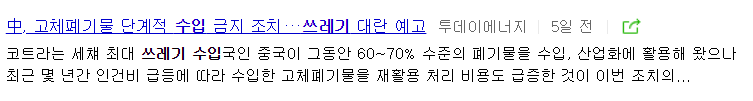 中, 고체폐기물 단계적 수입 금지 조치…쓰레기 대란 예고 투데이에너지 5일 전
코트라는 세채 최대 쓰레기 수입국인 중국이 그동안 60~70% 수준의 폐기물을 수입, 산업화에 활용해 왔으나
최근 몇 년간 인건비 급등에 따라 수입한 고체폐기물을 재활용 처리 비용도 급증한 것이 이번 조치의...